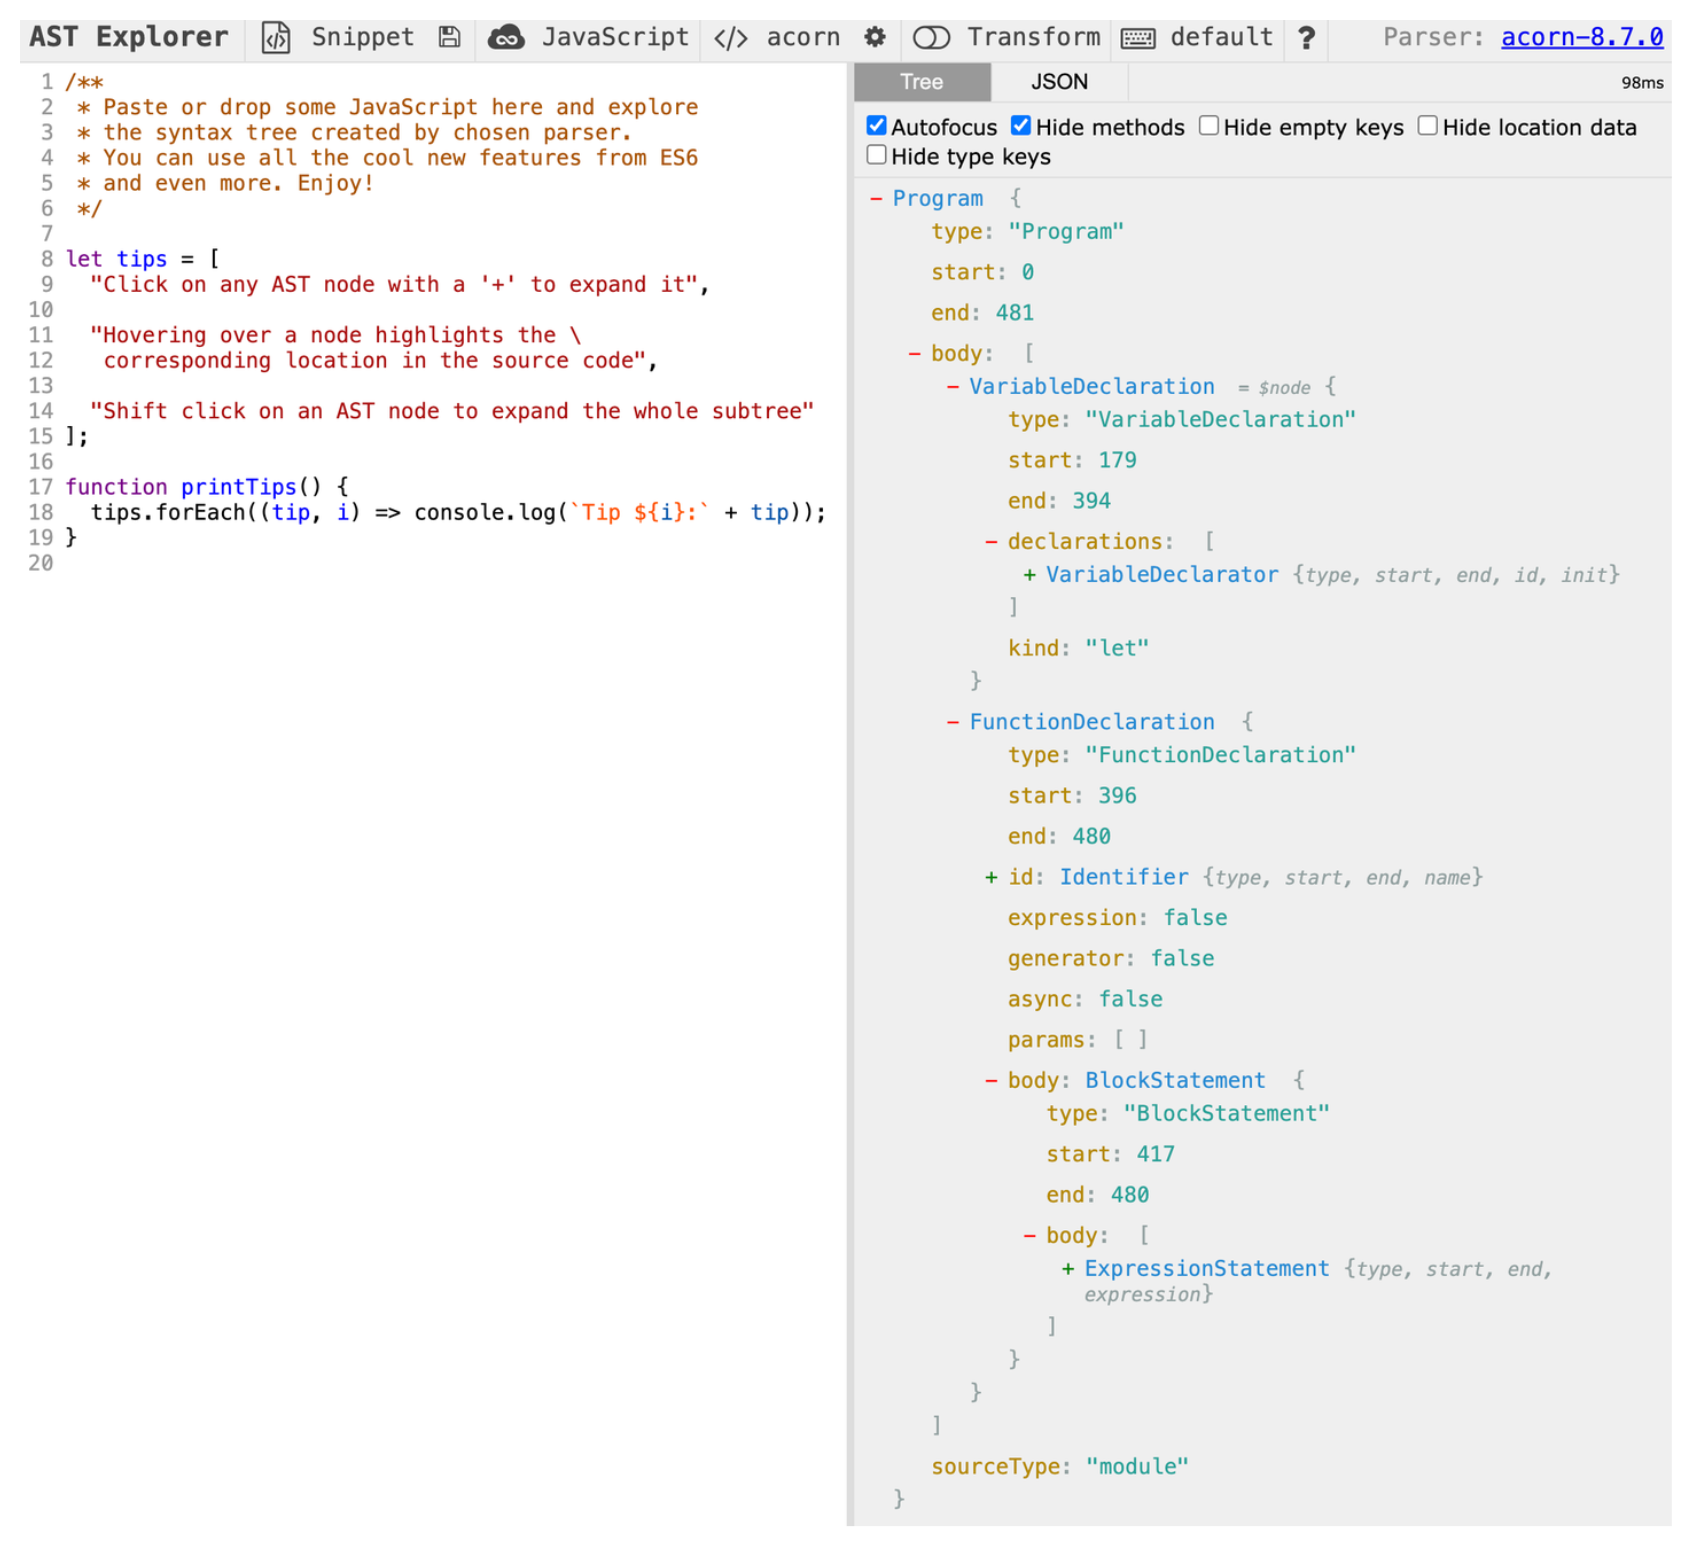 AST Explorer Snippet JavaScript </> acorn Transform default ? Parser: acorn-8.7.0
1 /**
2  * Paste or drop some JavaScript here and explore
3  * the syntax tree created by chosen parser.
4  * You can use all the cool new features from ES6
5  * and even more. Enjoy!
6  */
7
8 let tips = [
9   "Click on any AST node with a '+' to expand it",
10
11   "Hovering over a node highlights the \
12    corresponding location in the source code",
13
14   "Shift click on an AST node to expand the whole subtree"
15 ];
16
17 function printTips() {
18   tips.forEach((tip, i) => console.log(`Tip ${i}:` + tip));
19 }
20
Tree JSON 98ms
Autofocus Hide methods Hide empty keys Hide location data
Hide type keys
- Program {
type: "Program"
start: 0
end: 481
- body: [
- VariableDeclaration = $node {
type: "VariableDeclaration"
start: 179
end: 394
- declarations: [
+ VariableDeclarator {type, start, end, id, init}
]
kind: "let"
}
- FunctionDeclaration {
type: "FunctionDeclaration"
start: 396
end: 480
+ id: Identifier {type, start, end, name}
expression: false
generator: false
async: false
params: [ ]
- body: BlockStatement {
type: "BlockStatement"
start: 417
end: 480
- body: [
+ ExpressionStatement {type, start, end,
expression}
]
}
}
]
sourceType: "module"
}